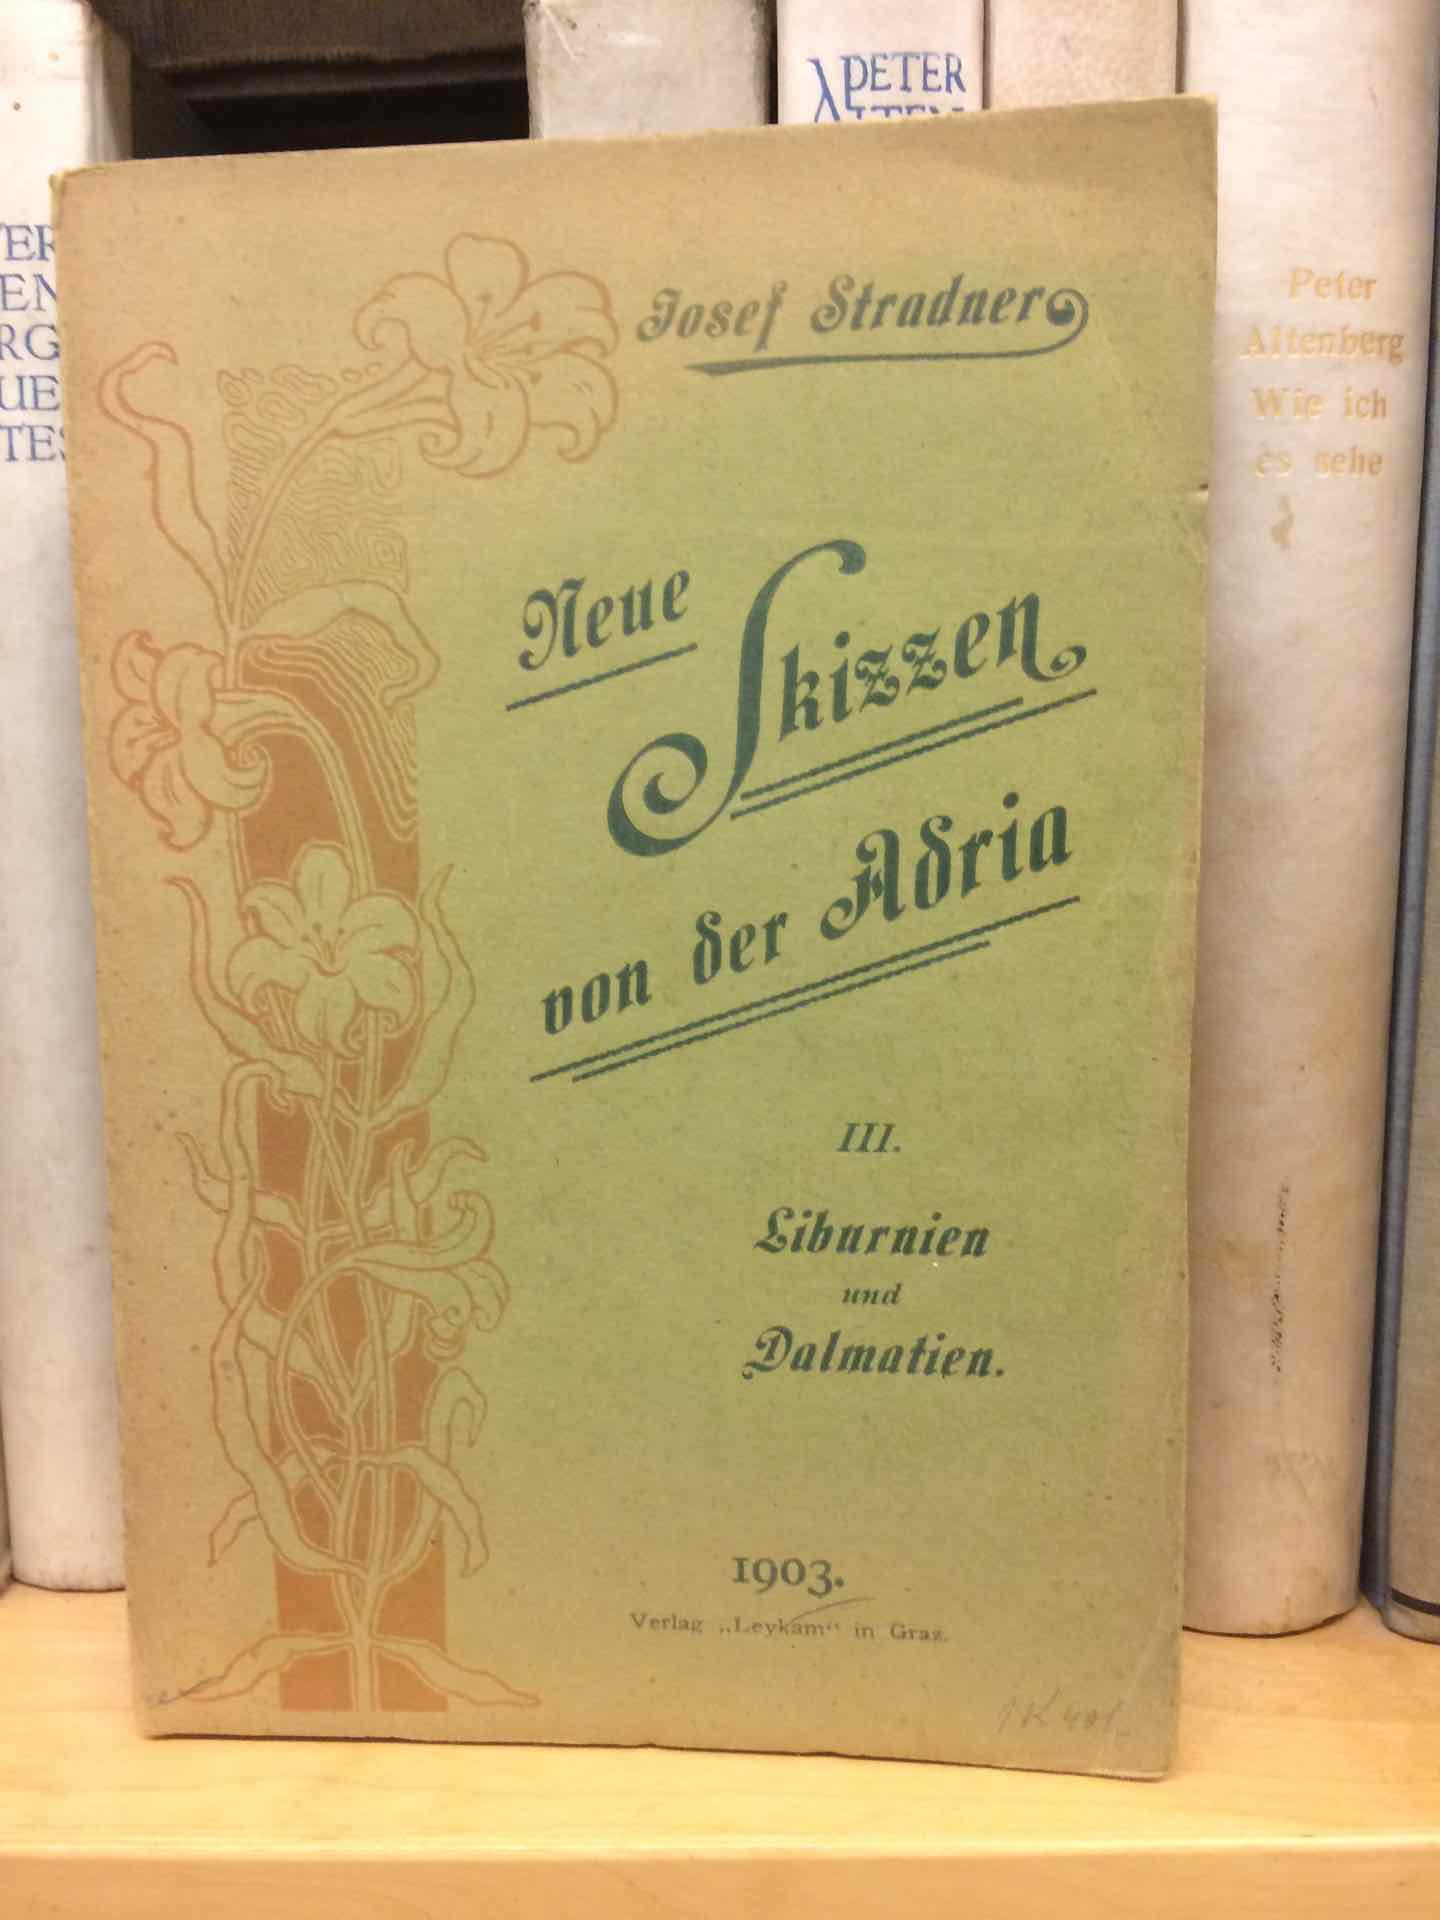 PETER
Josef Stradner
Neue Skizzen
von der Adria
III.
Liburnien
und
Dalmatien.
1903.
Verlag „Leykam“ in Graz.
Peter
Altenberg
Wie ich
es sehe